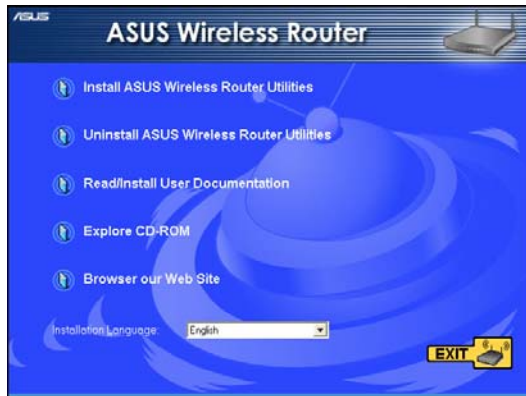 ASUS
ASUS Wireless Router
Install ASUS Wireless Router Utilities
Uninstall ASUS Wireless Router Utilities
Read/Install User Documentation
Explore CD-ROM
Browser our Web Site
Installation Language: English
EXIT